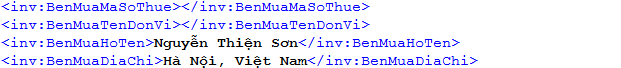 <inv:BenMuaMaSoThue></inv:BenMuaMaSoThue>
<inv:BenMuaTenDonVi></inv:BenMuaTenDonVi>
<inv:BenMuaHoTen>Nguyễn Thiện Sơn</inv:BenMuaHoTen>
<inv:BenMuaDiaChi>Hà Nội, Việt Nam</inv:BenMuaDiaChi>